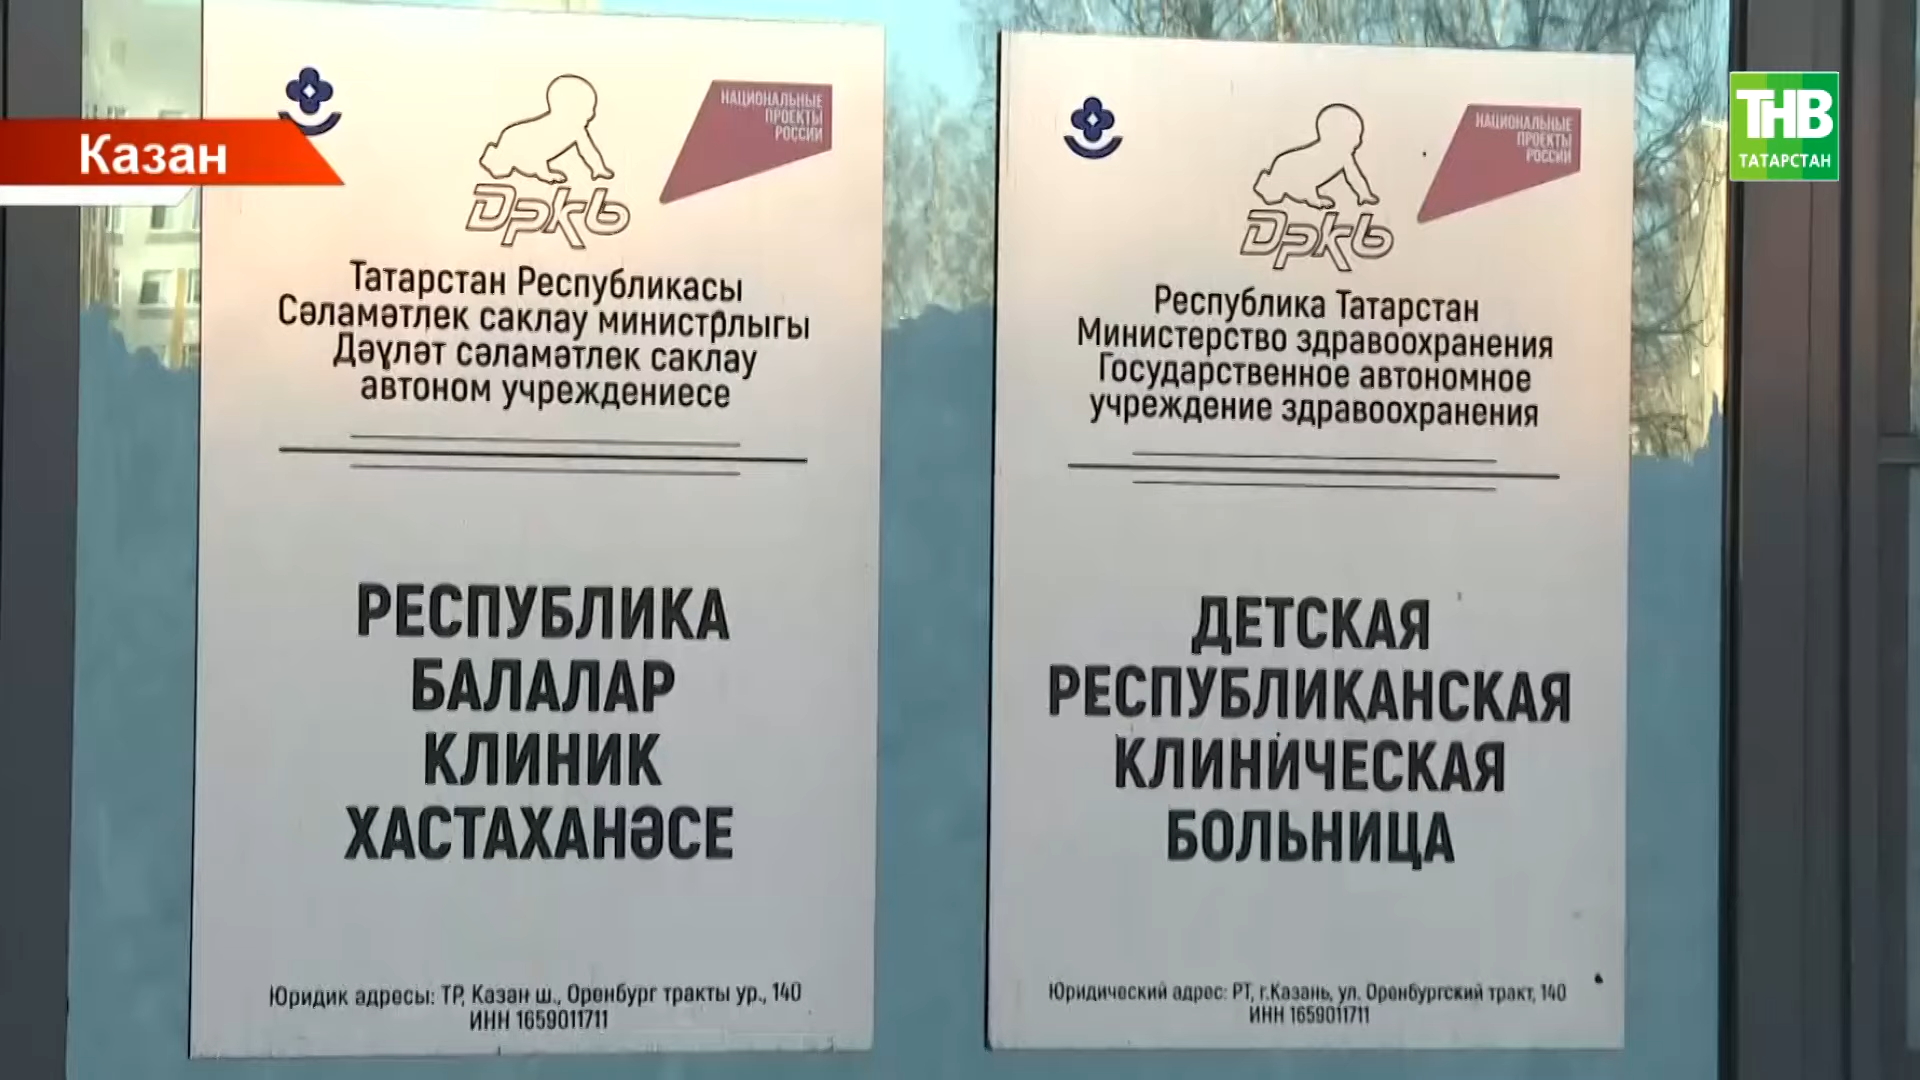 Казан
НАЦИОНАЛЬНЫЕ
ПРОЕКТЫ
РОССИИ
ДРКБ
Татарстан Республикасы
Сәламәтлек саклау министрлыгы
Дәүләт сәламәтлек саклау
автоном учреждениесе
РЕСПУБЛИКА
БАЛАЛАР
КЛИНИК
ХАСТАХАНӘСЕ
Юридик адресы: ТР, Казан ш., Оренбург тракты ур., 140
ИНН 1659011711
НАЦИОНАЛЬНЫЕ
ПРОЕКТЫ
РОССИИ
ДРКБ
Республика Татарстан
Министерство здравоохранения
Государственное автономное
учреждение здравоохранения
ДЕТСКАЯ
РЕСПУБЛИКАНСКАЯ
КЛИНИЧЕСКАЯ
БОЛЬНИЦА
Юридический адрес: РТ, г.Казань, ул. Оренбургский тракт, 140
ИНН 1659011711
ТНВ
ТАТАРСТАН